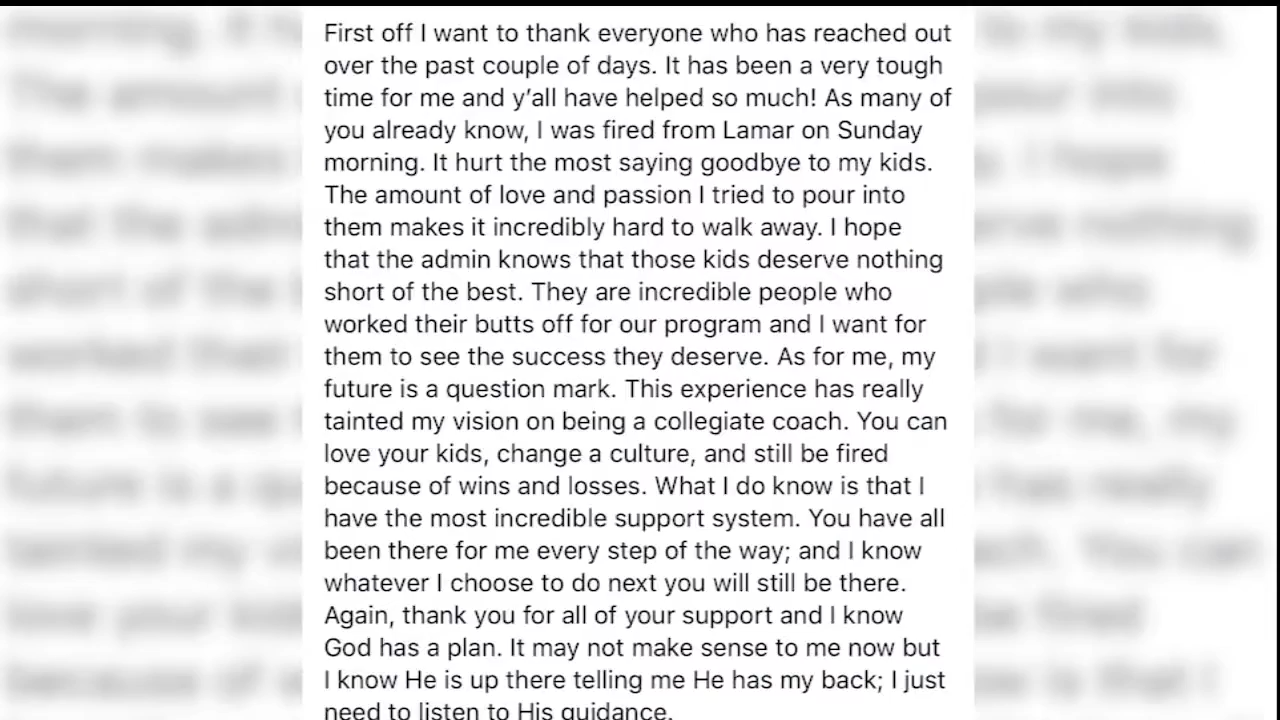 First off I want to thank everyone who has reached out
over the past couple of days. It has been a very tough
time for me and y’all have helped so much! As many of
you already know, I was fired from Lamar on Sunday
morning. It hurt the most saying goodbye to my kids.
The amount of love and passion I tried to pour into
them makes it incredibly hard to walk away. I hope
that the admin knows that those kids deserve nothing
short of the best. They are incredible people who
worked their butts off for our program and I want for
them to see the success they deserve. As for me, my
future is a question mark. This experience has really
tainted my vision on being a collegiate coach. You can
love your kids, change a culture, and still be fired
because of wins and losses. What I do know is that I
have the most incredible support system. You have all
been there for me every step of the way; and I know
whatever I choose to do next you will still be there.
Again, thank you for all of your support and I know
God has a plan. It may not make sense to me now but
I know He is up there telling me He has my back; I just
need to listen to His guidance.